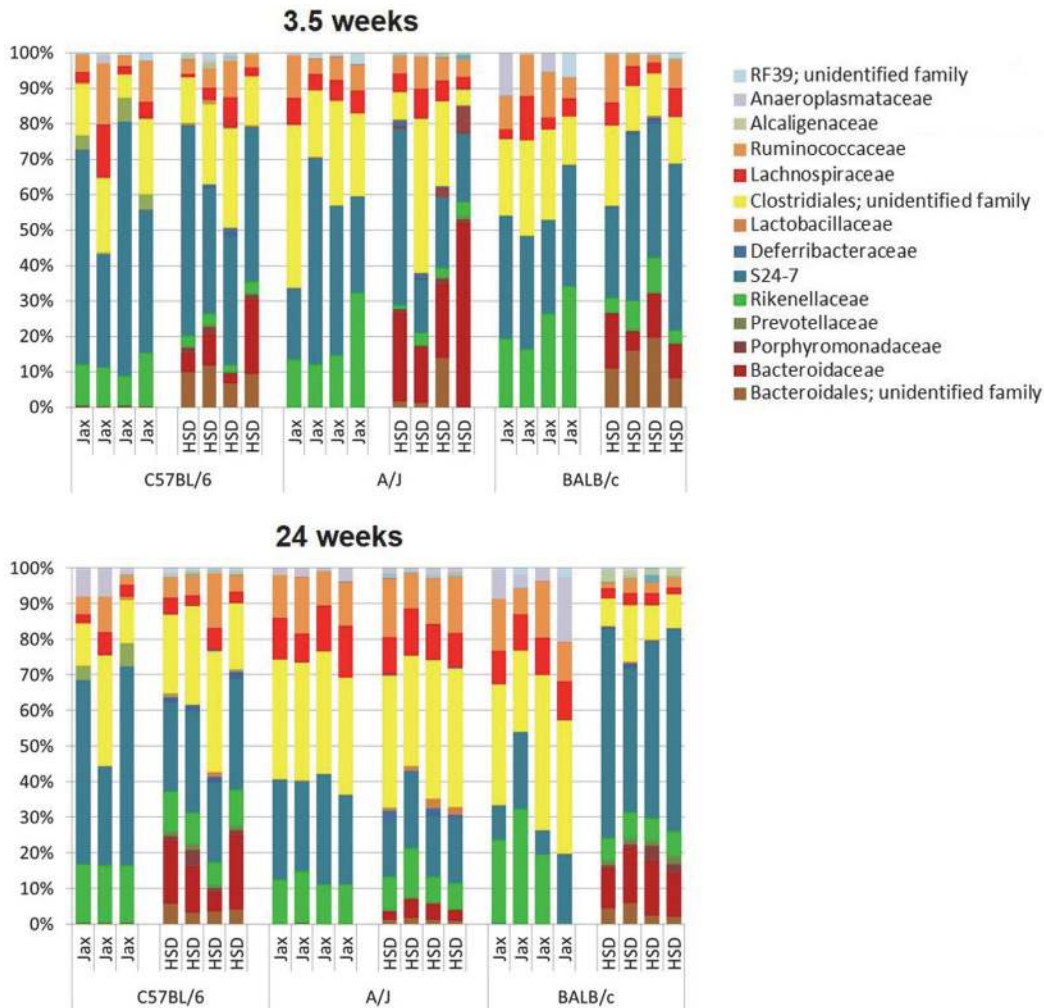 3.5 weeks
100%
90%
80%
70%
60%
50%
40%
30%
20%
10%
0%
Jax Jax Jax Jax HSD HSD HSD HSD Jax Jax Jax Jax HSD HSD HSD HSD Jax Jax Jax Jax HSD HSD HSD HSD
C57BL/6 A/J BALB/c
RF39; unidentified family
Anaeroplasmataceae
Alcaligenaceae
Ruminococcaceae
Lachnospiraceae
Clostridiales; unidentified family
Lactobacillaceae
Deferribacteraceae
S24-7
Rikenellaceae
Prevotellaceae
Porphyromonadaceae
Bacteroidaceae
Bacteroidales; unidentified family
24 weeks
100%
90%
80%
70%
60%
50%
40%
30%
20%
10%
0%
Jax Jax Jax HSD HSD HSD HSD Jax Jax Jax Jax HSD HSD HSD HSD Jax Jax Jax Jax HSD HSD HSD HSD
C57BL/6 A/J BALB/c